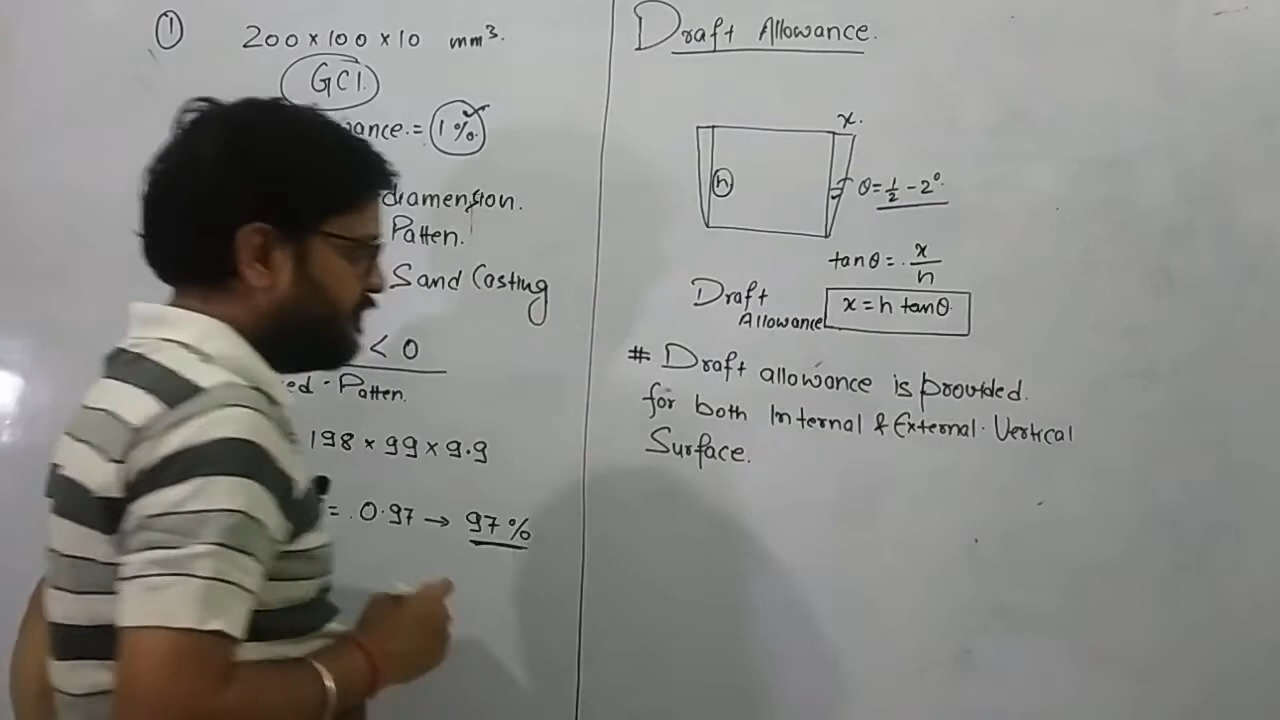 ① 200 × 100 × 10 mm³.
GCI.
ance. = 1%
diamension.
Patten.
Sand Casting
< 0
ed - Patten.
198 × 99 × 9.9
= .0.97 → 97%
Draft Allowance.
x.
h
θ = ½ - 2°
tanθ = x/h
Draft
Allowance
x = h tanθ
# Draft allowance is provided.
for both Internal & External. Vertical
Surface.